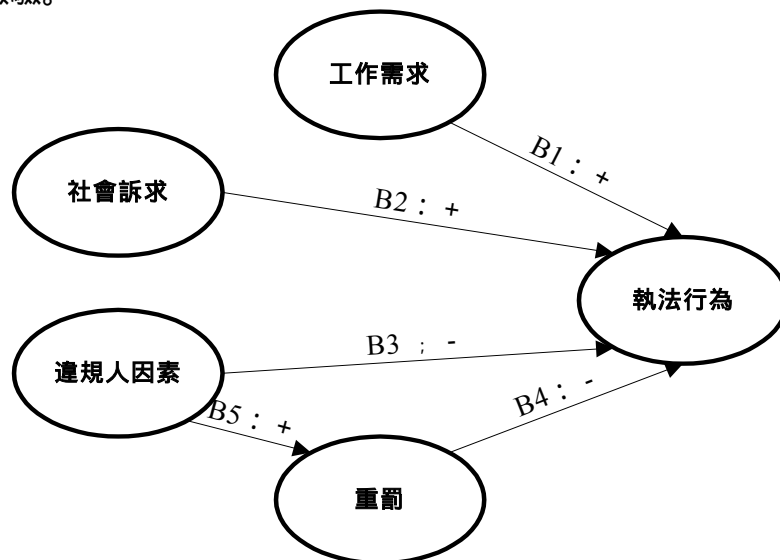 工作需求
B1：+
社會訴求
B2：+
執法行為
B3；-
違規人因素
B4：-
B5：+
重罰